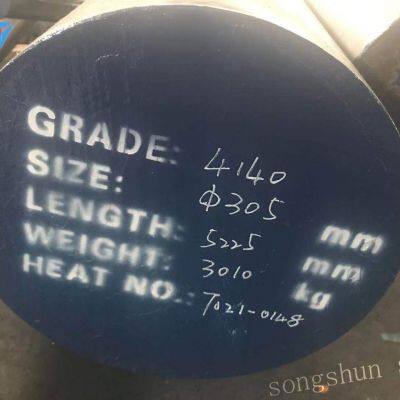 GRADE: 4140
SIZE: Φ305 mm
LENGTH: 5225 mm
WEIGHT: 3010 kg
HEAT NO.: T021-0148
songshun s